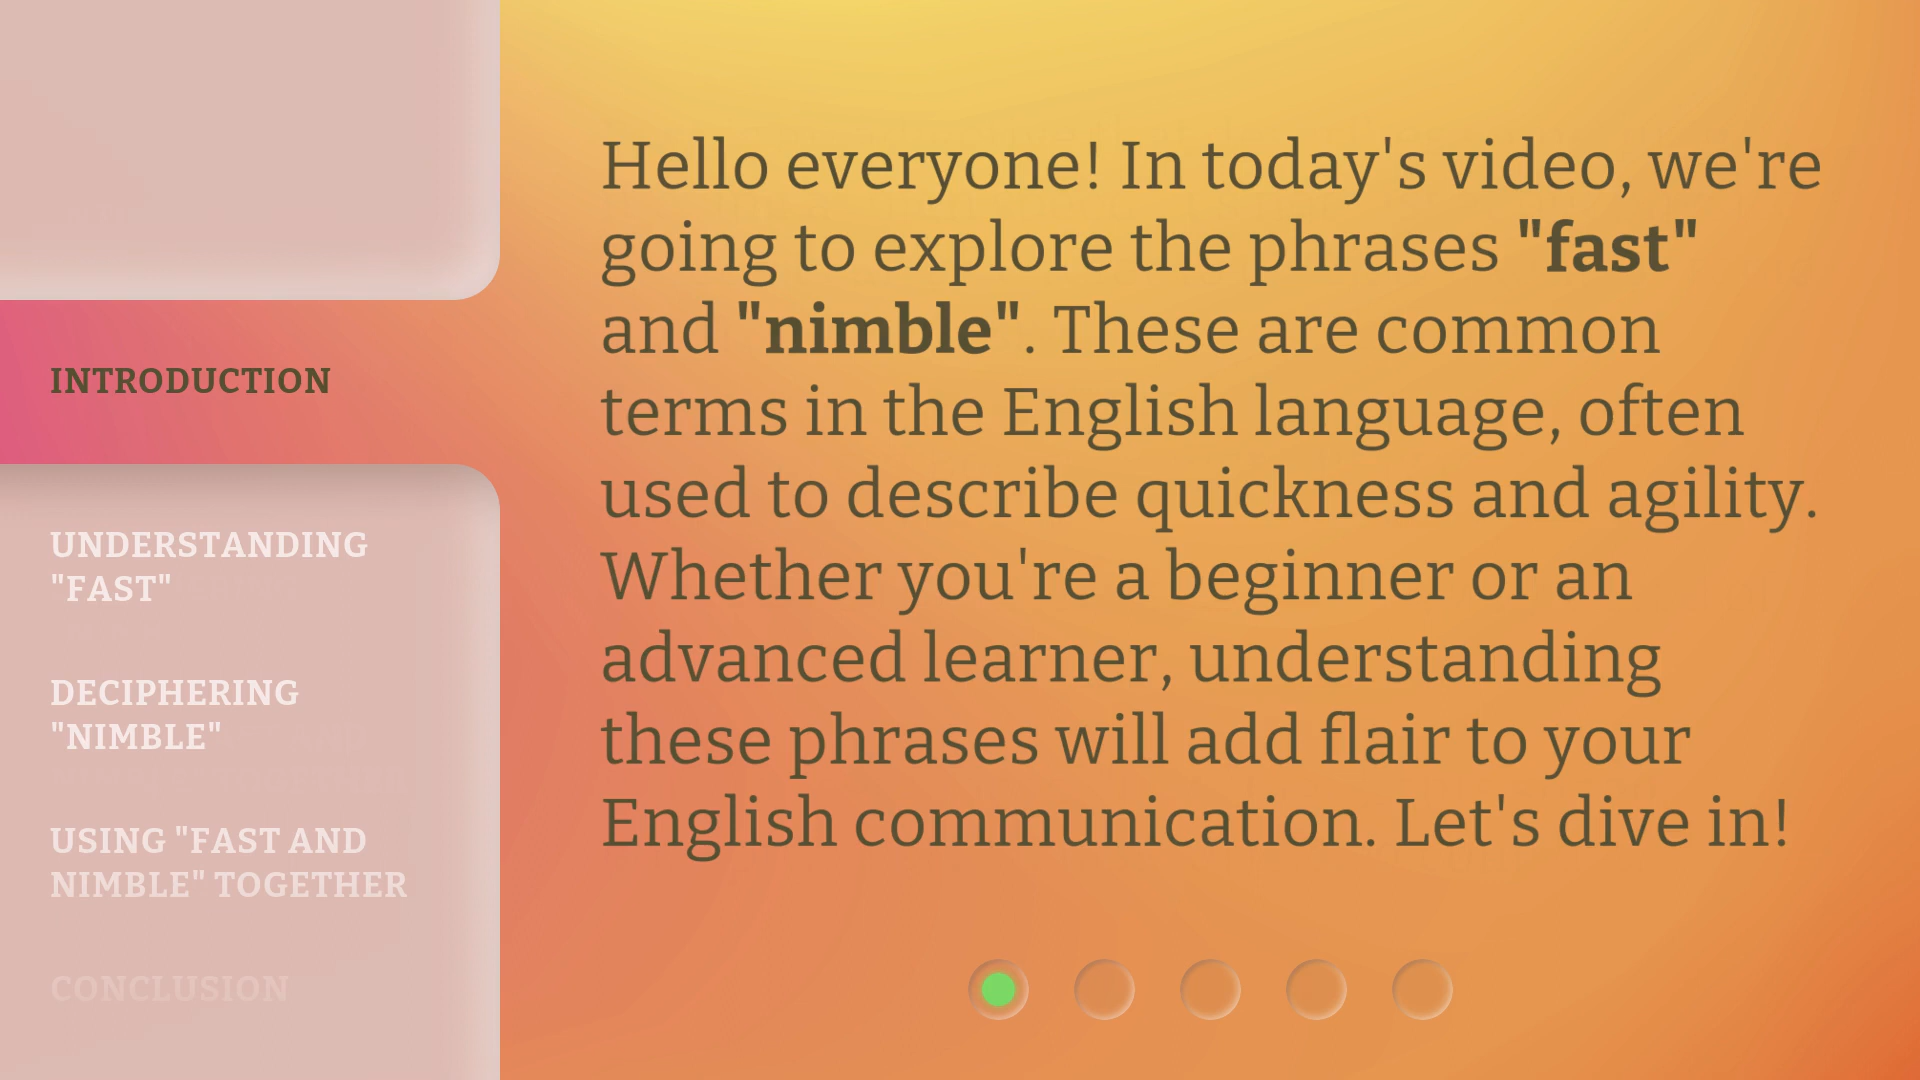 INTRODUCTION
UNDERSTANDING
"FAST"
DECIPHERING
"NIMBLE"
USING "FAST AND
NIMBLE" TOGETHER
CONCLUSION
Hello everyone! In today's video, we're
going to explore the phrases "fast"
and "nimble". These are common
terms in the English language, often
used to describe quickness and agility.
Whether you're a beginner or an
advanced learner, understanding
these phrases will add flair to your
English communication. Let's dive in!